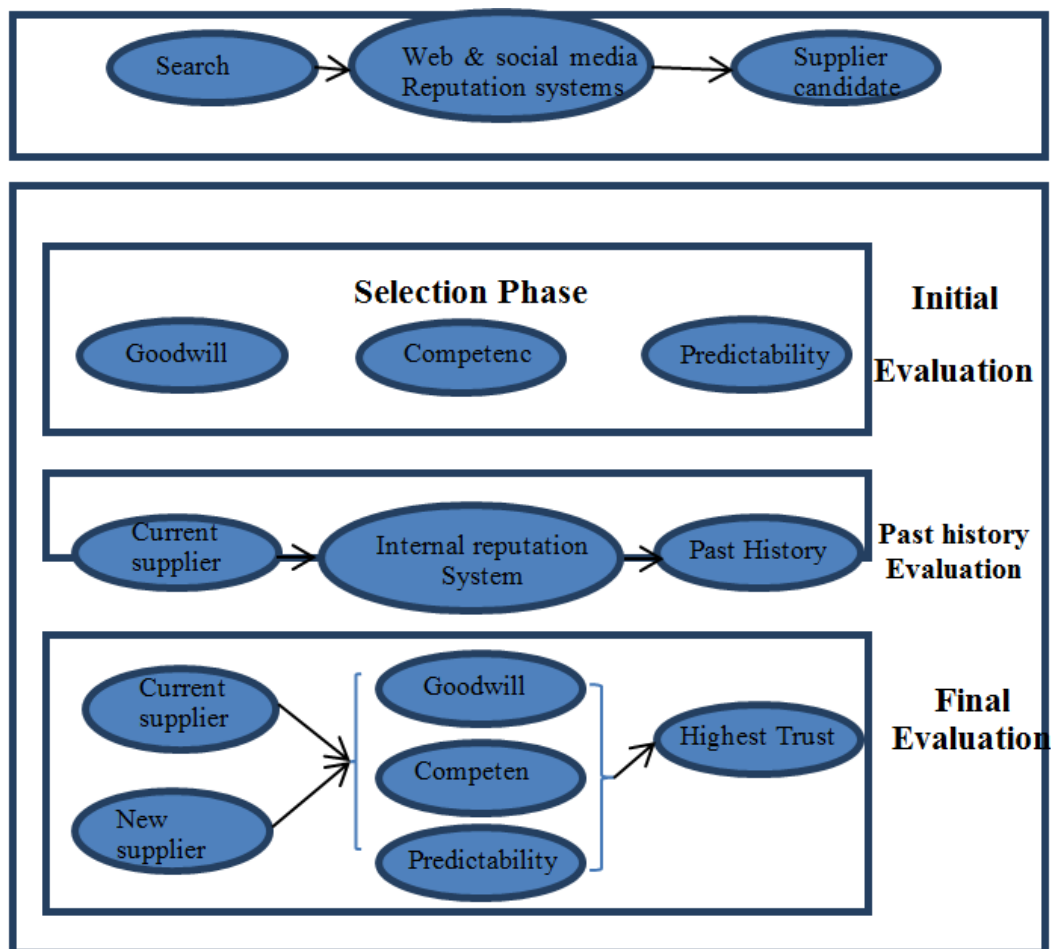 Search
Web & social media
Reputation systems
Supplier
candidate
Selection Phase
Goodwill
Competenc
Predictability
Initial
Evaluation
Current
supplier
Internal reputation
System
Past History
Past history
Evaluation
Current
supplier
New
supplier
Goodwill
Competen
Predictability
Highest Trust
Final
Evaluation